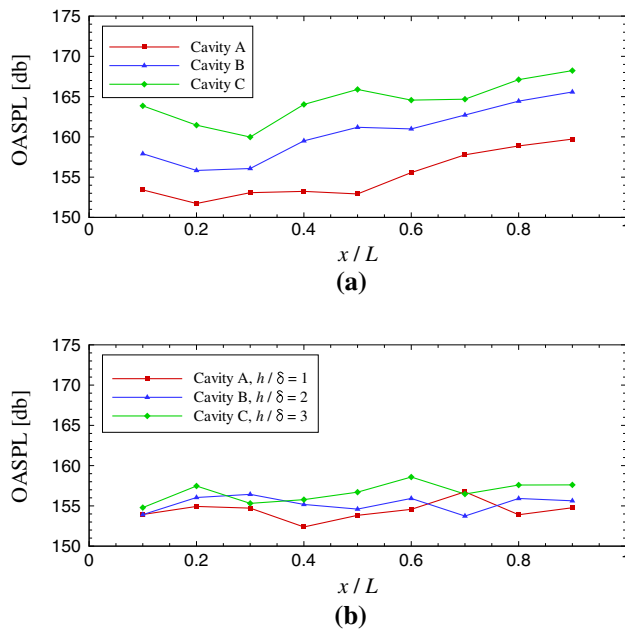 175
170
165
160
155
150
OASPL [db]
Cavity A
Cavity B
Cavity C
0 0.2 0.4 0.6 0.8 1
x / L
(a)
175
170
165
160
155
150
OASPL [db]
Cavity A, h / δ = 1
Cavity B, h / δ = 2
Cavity C, h / δ = 3
0 0.2 0.4 0.6 0.8 1
x / L
(b)